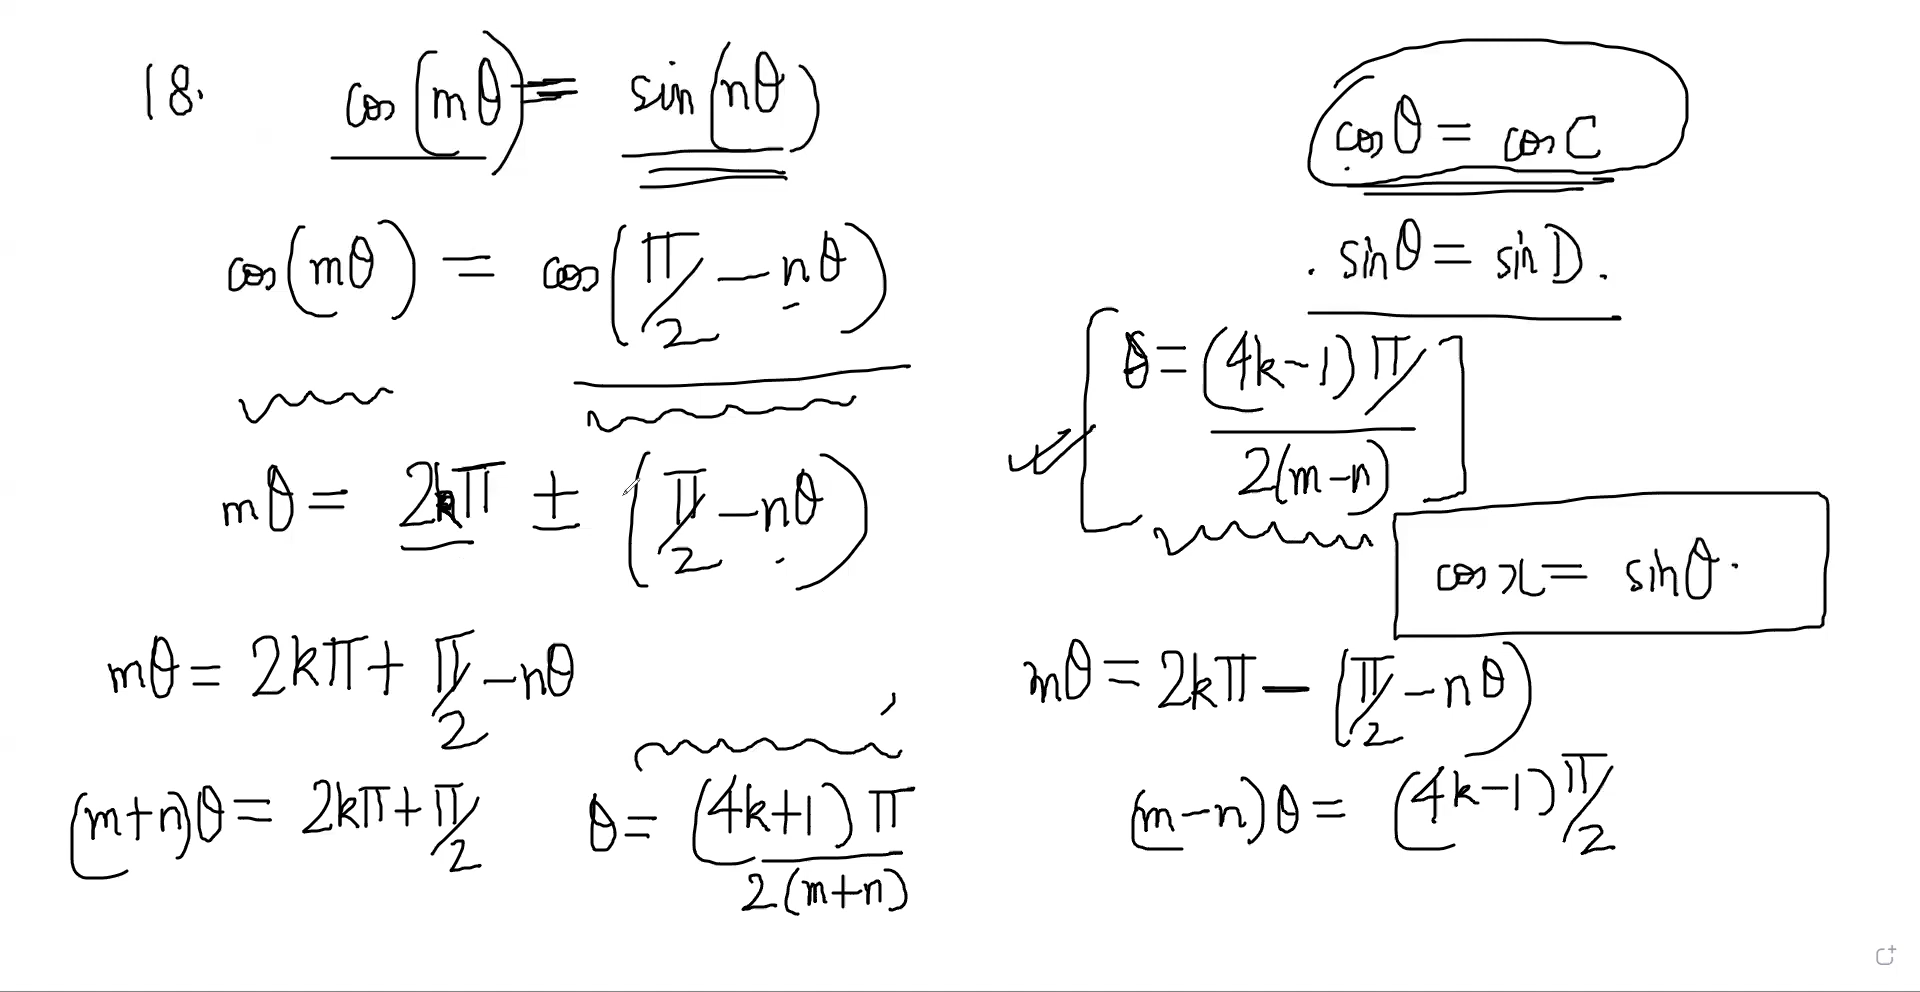 18. cos(mθ) = sin(nθ)
cos(mθ) = cos(π/2 - nθ)
mθ = 2kπ ± (π/2 - nθ)
mθ = 2kπ + π/2 - nθ
(m+n)θ = 2kπ + π/2
θ = (4k+1)π / 2(m+n)
cosθ = cosC
. sinθ = sinD.
θ = (4k-1)π / 2(m-n)
cosx = sinθ.
mθ = 2kπ - (π/2 - nθ)
(m-n)θ = (4k-1)π/2